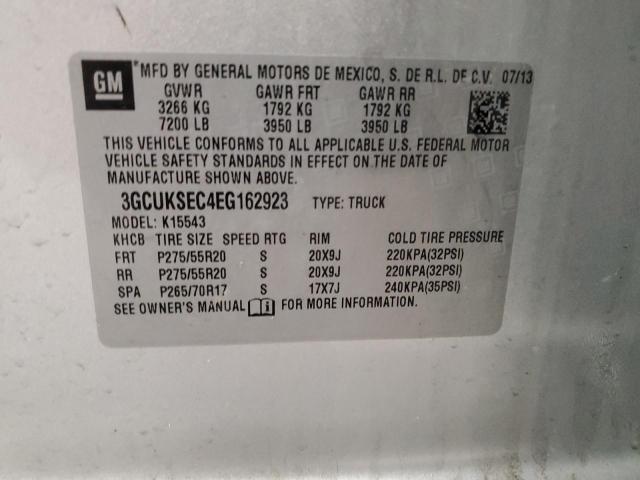 GM
*MFD BY GENERAL MOTORS DE MEXICO, S. DE R.L. DE C.V. 07/13
GVWR GAWR FRT GAWR RR
3266 KG 1792 KG 1792 KG
7200 LB 3950 LB 3950 LB
THIS VEHICLE CONFORMS TO ALL APPLICABLE U.S. FEDERAL MOTOR
VEHICLE SAFETY STANDARDS IN EFFECT ON THE DATE OF
MANUFACTURE SHOWN ABOVE.
3GCUKSEC4EG162923 TYPE: TRUCK
MODEL: K15543
KHCB TIRE SIZE SPEED RTG RIM COLD TIRE PRESSURE
FRT P275/55R20 S 20X9J 220KPA(32PSI)
RR P275/55R20 S 20X9J 220KPA(32PSI)
SPA P265/70R17 S 17X7J 240KPA(35PSI)
SEE OWNER'S MANUAL FOR MORE INFORMATION.